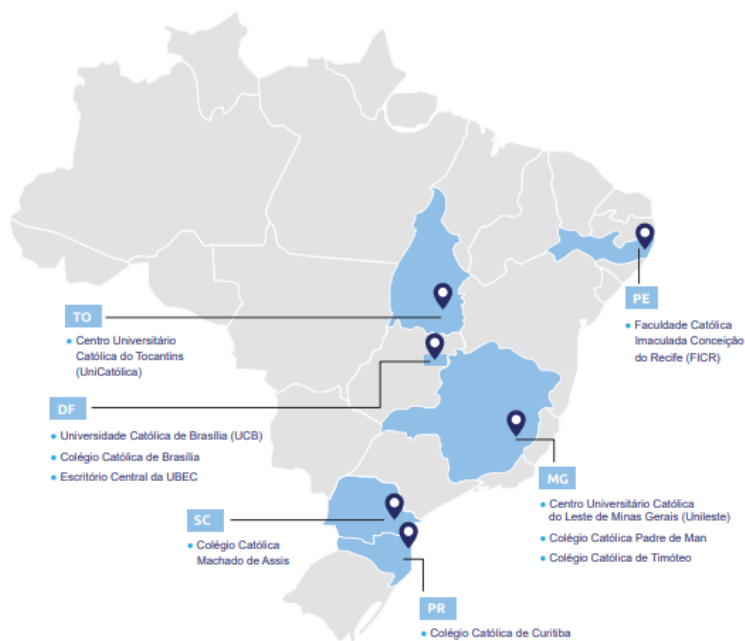 TO
• Centro Universitário
Católica do Tocantins
(UniCatólica)
PE
• Faculdade Católica
Imaculada Conceição
do Recife (FICR)
DF
• Universidade Católica de Brasília (UCB)
• Colégio Católica de Brasília
• Escritório Central da UBEC
MG
• Centro Universitário Católica
do Leste de Minas Gerais (Unileste)
• Colégio Católica Padre de Man
• Colégio Católica de Timóteo
SC
• Colégio Católica
Machado de Assis
PR
• Colégio Católica de Curitiba